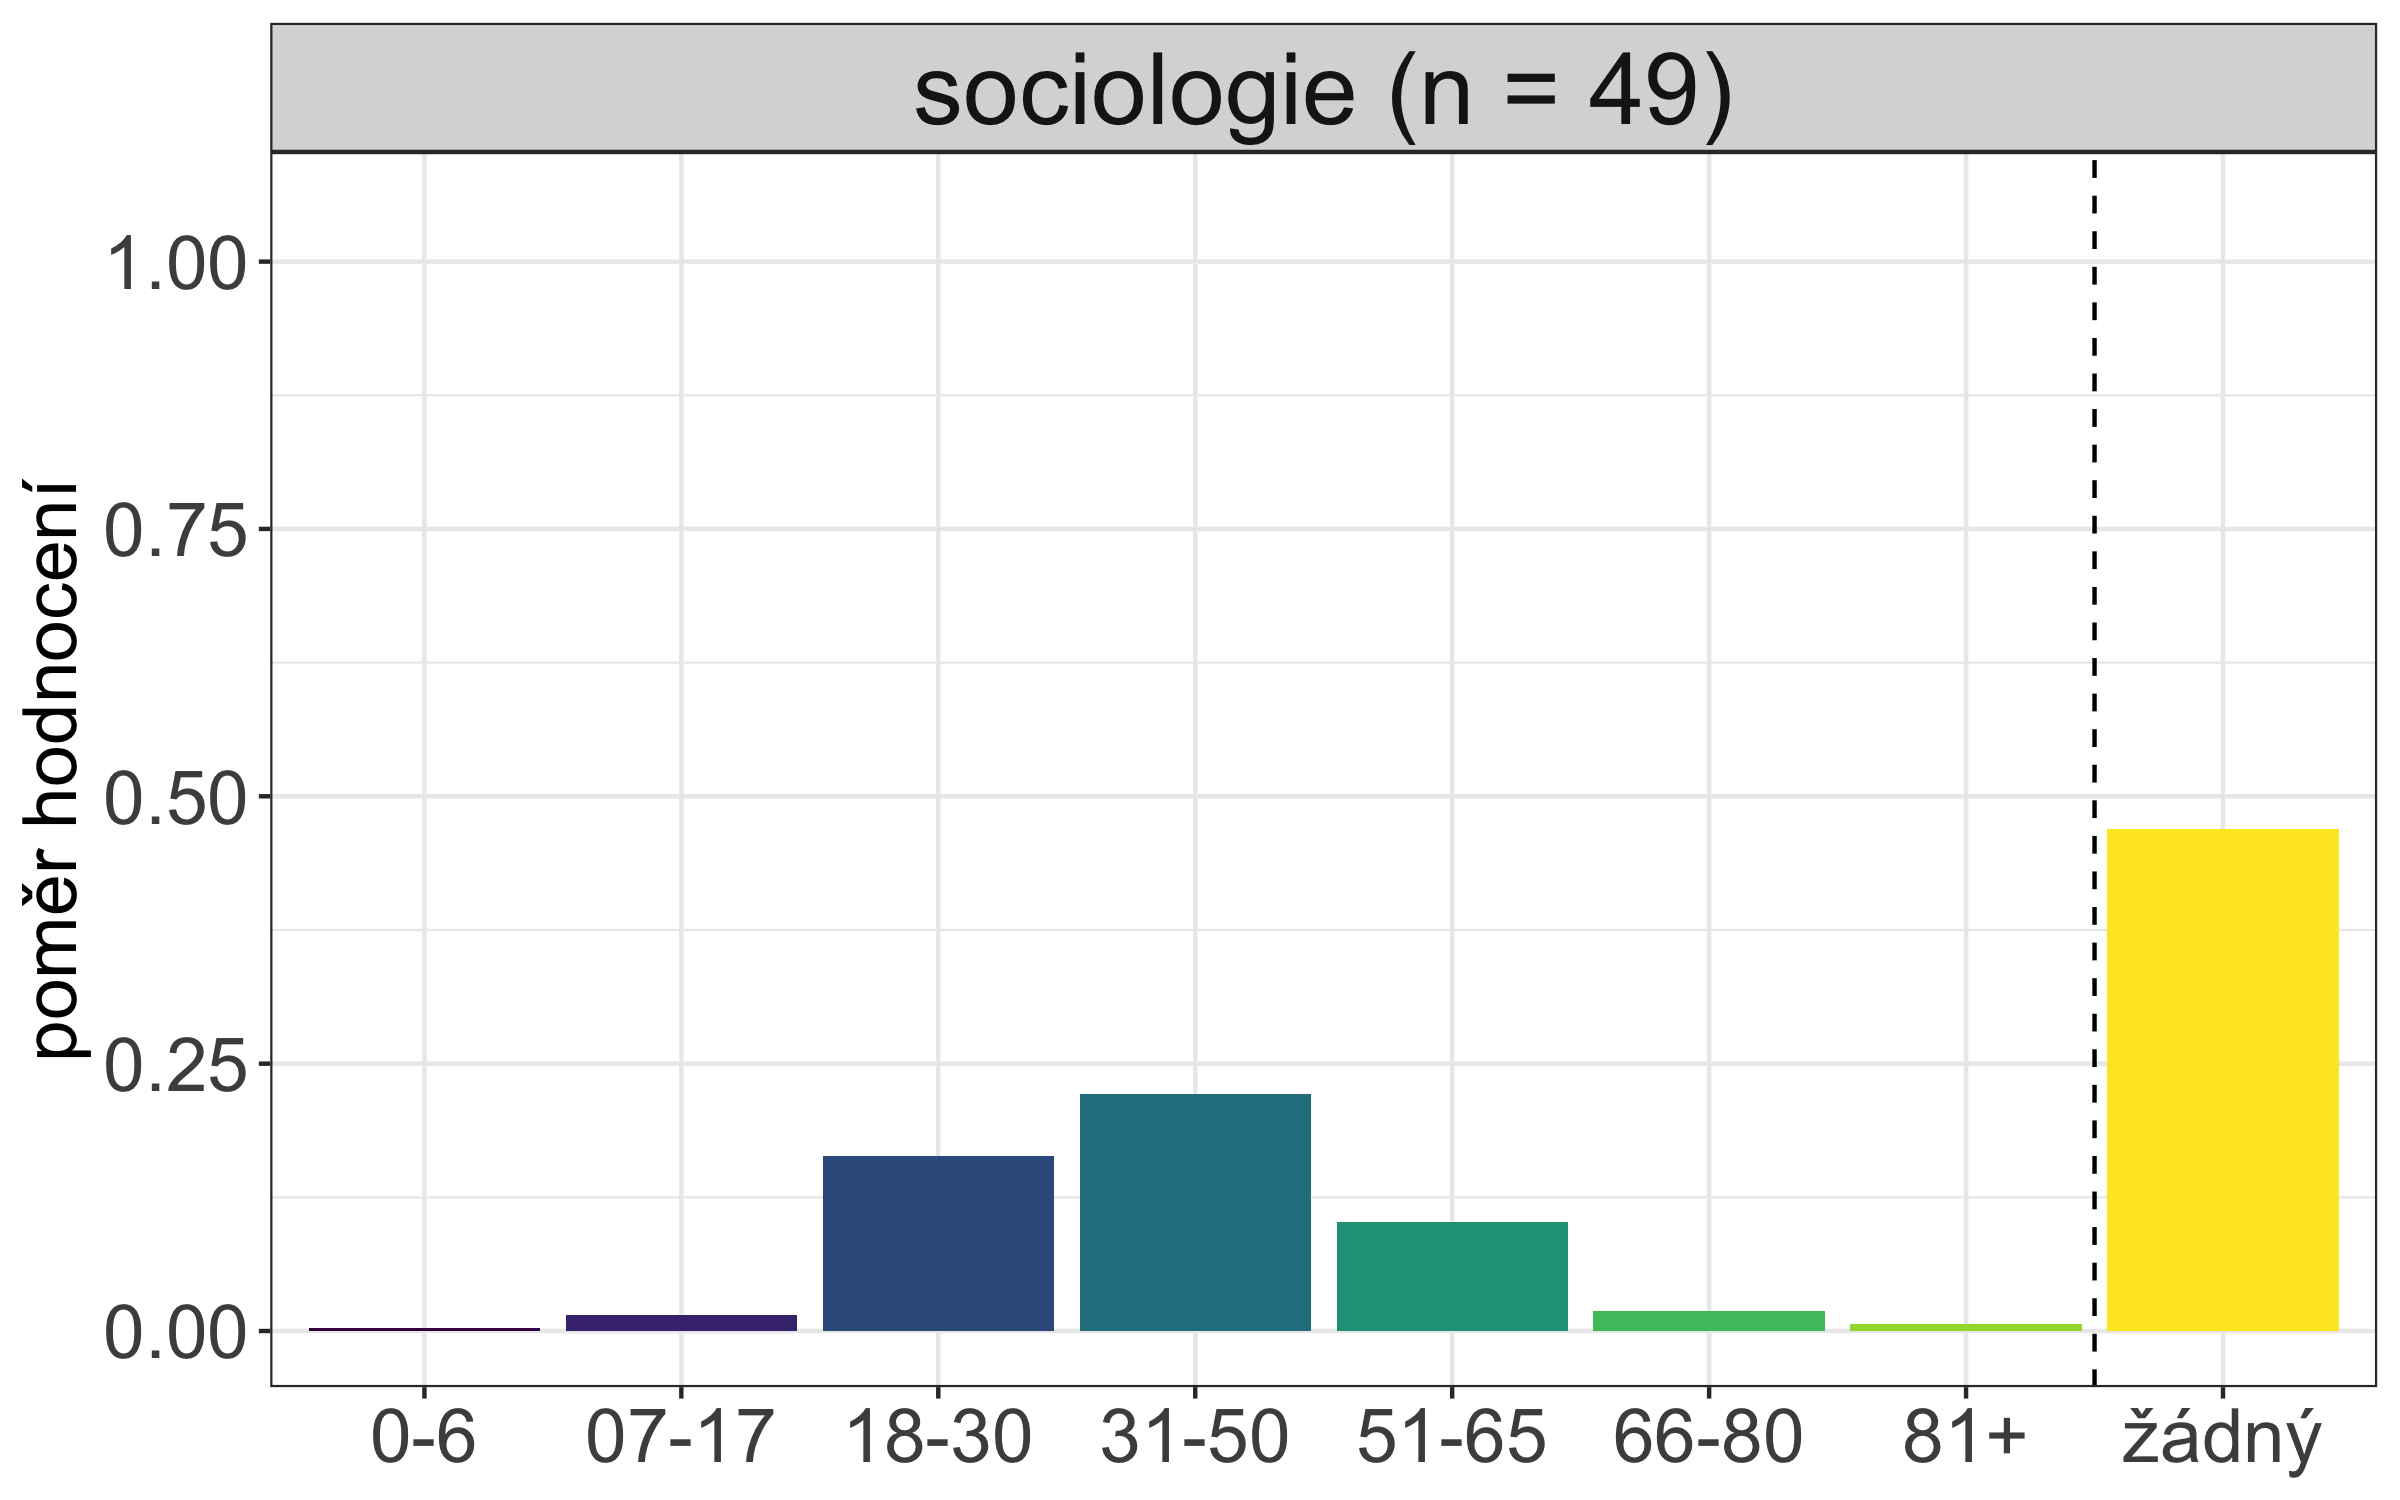 sociologie (n = 49)
poměr hodnocení
1.00
0.75
0.50
0.25
0.00
0-6 07-17 18-30 31-50 51-65 66-80 81+ žádný